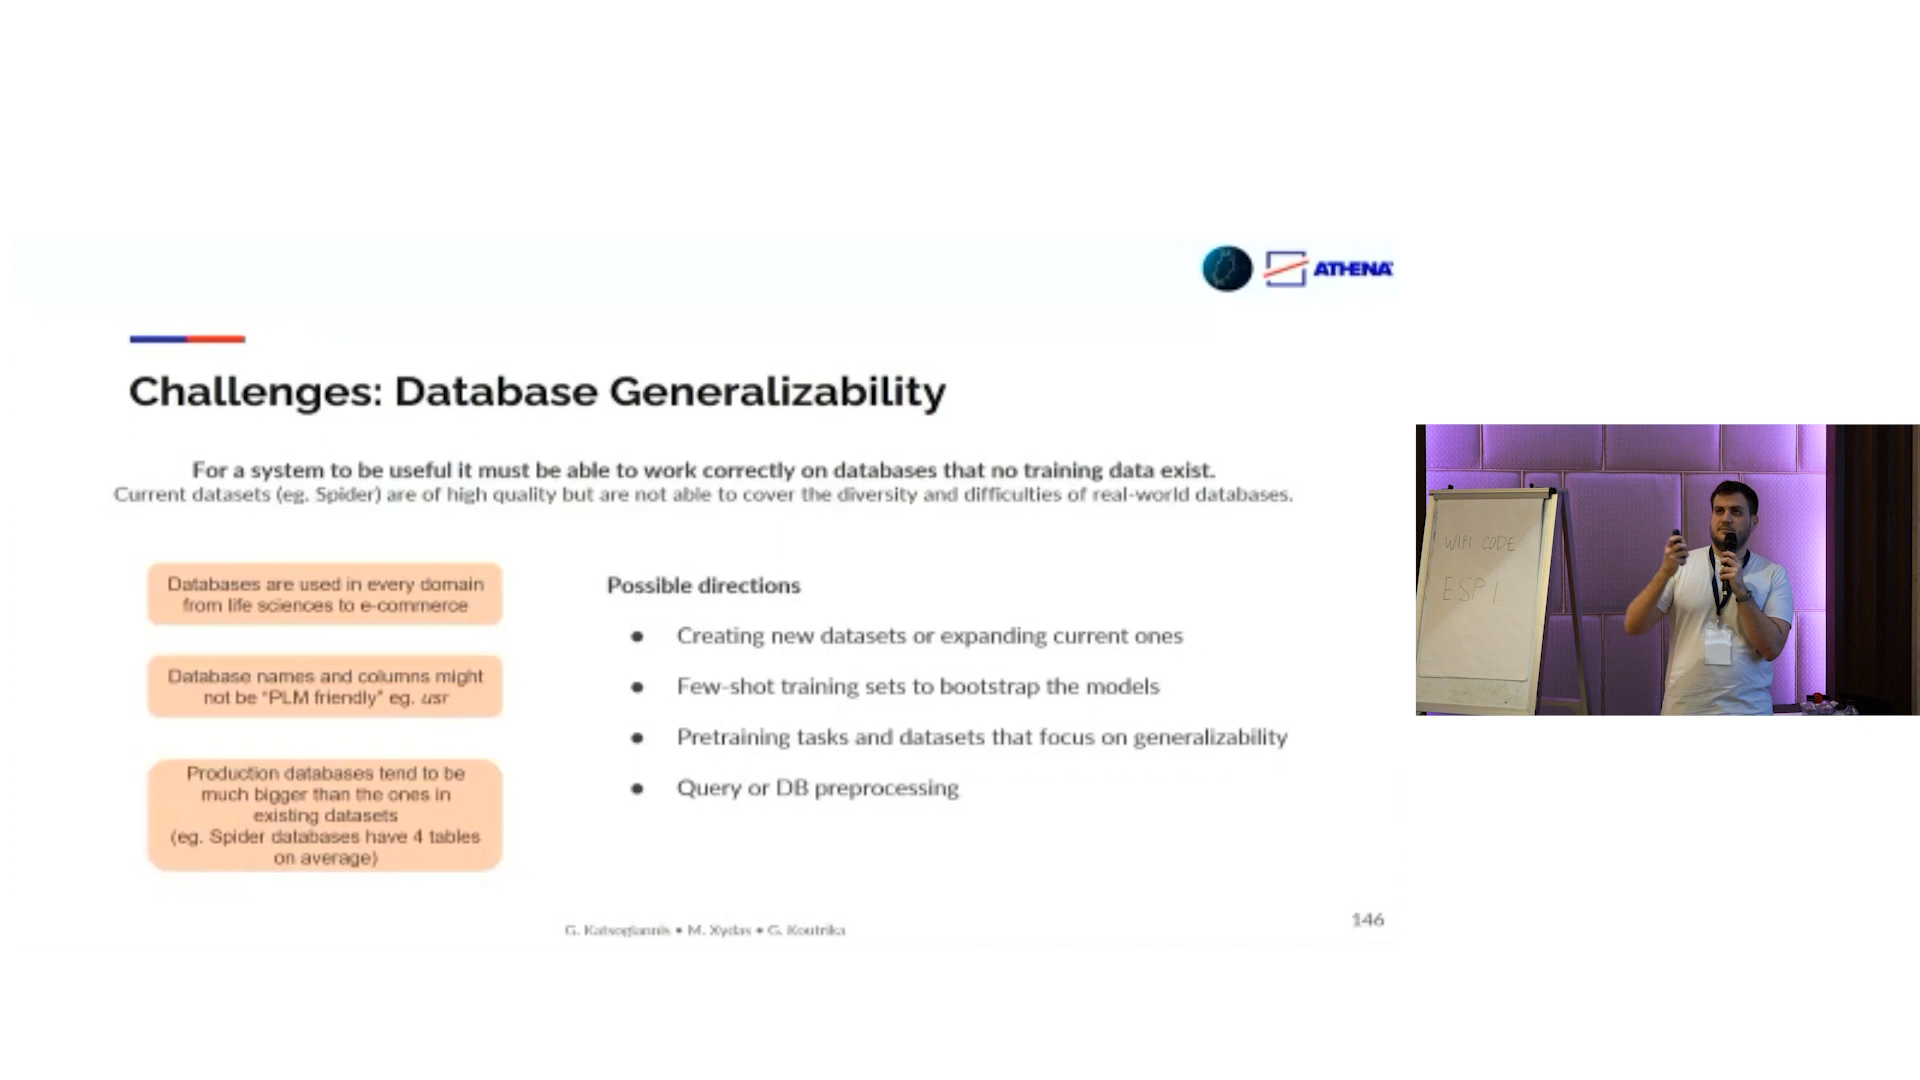 ATHENA
Challenges: Database Generalizability
For a system to be useful it must be able to work correctly on databases that no training data exist.
Current datasets (eg. Spider) are of high quality but are not able to cover the diversity and difficulties of real-world databases.
Databases are used in every domain
from life sciences to e-commerce
Database names and columns might
not be "PLM friendly" eg. usr
Production databases tend to be
much bigger than the ones in
existing datasets
(eg. Spider databases have 4 tables
on average)
Possible directions
● Creating new datasets or expanding current ones
● Few-shot training sets to bootstrap the models
● Pretraining tasks and datasets that focus on generalizability
● Query or DB preprocessing
G. Katsogiannis • M. Xydas • G. Koutrika
146
WIFI CODE
ESP1